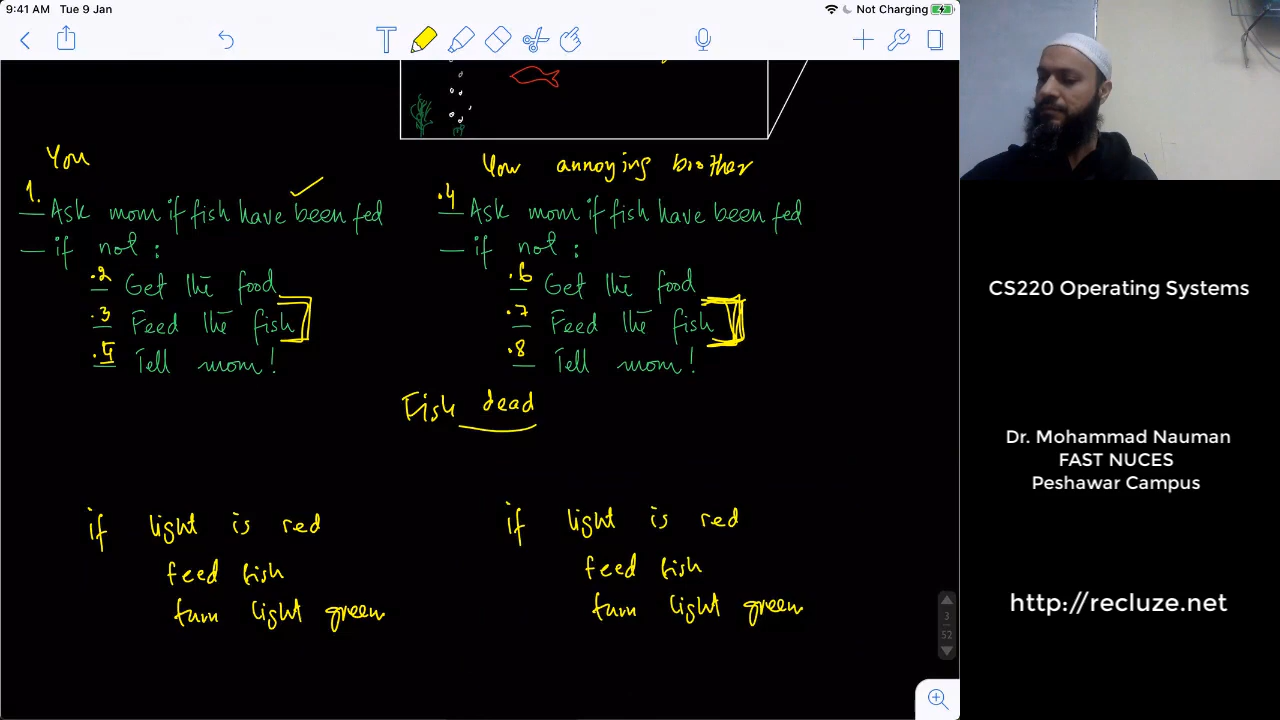 9:41 AM Tue 9 Jan
Not Charging
T
You
1.
— Ask mom if fish have been fed
— if not :
.2 Get the food
.3 Feed the fish
.5 Tell mom!
Your annoying brother
.4
— Ask mom if fish have been fed
— if not :
.6 Get the food
.7 Feed the fish
.8 Tell mom!
Fish dead
if light is red
feed fish
turn light green
if light is red
feed fish
turn light green
3
52
CS220 Operating Systems
Dr. Mohammad Nauman
FAST NUCES
Peshawar Campus
http://recluze.net